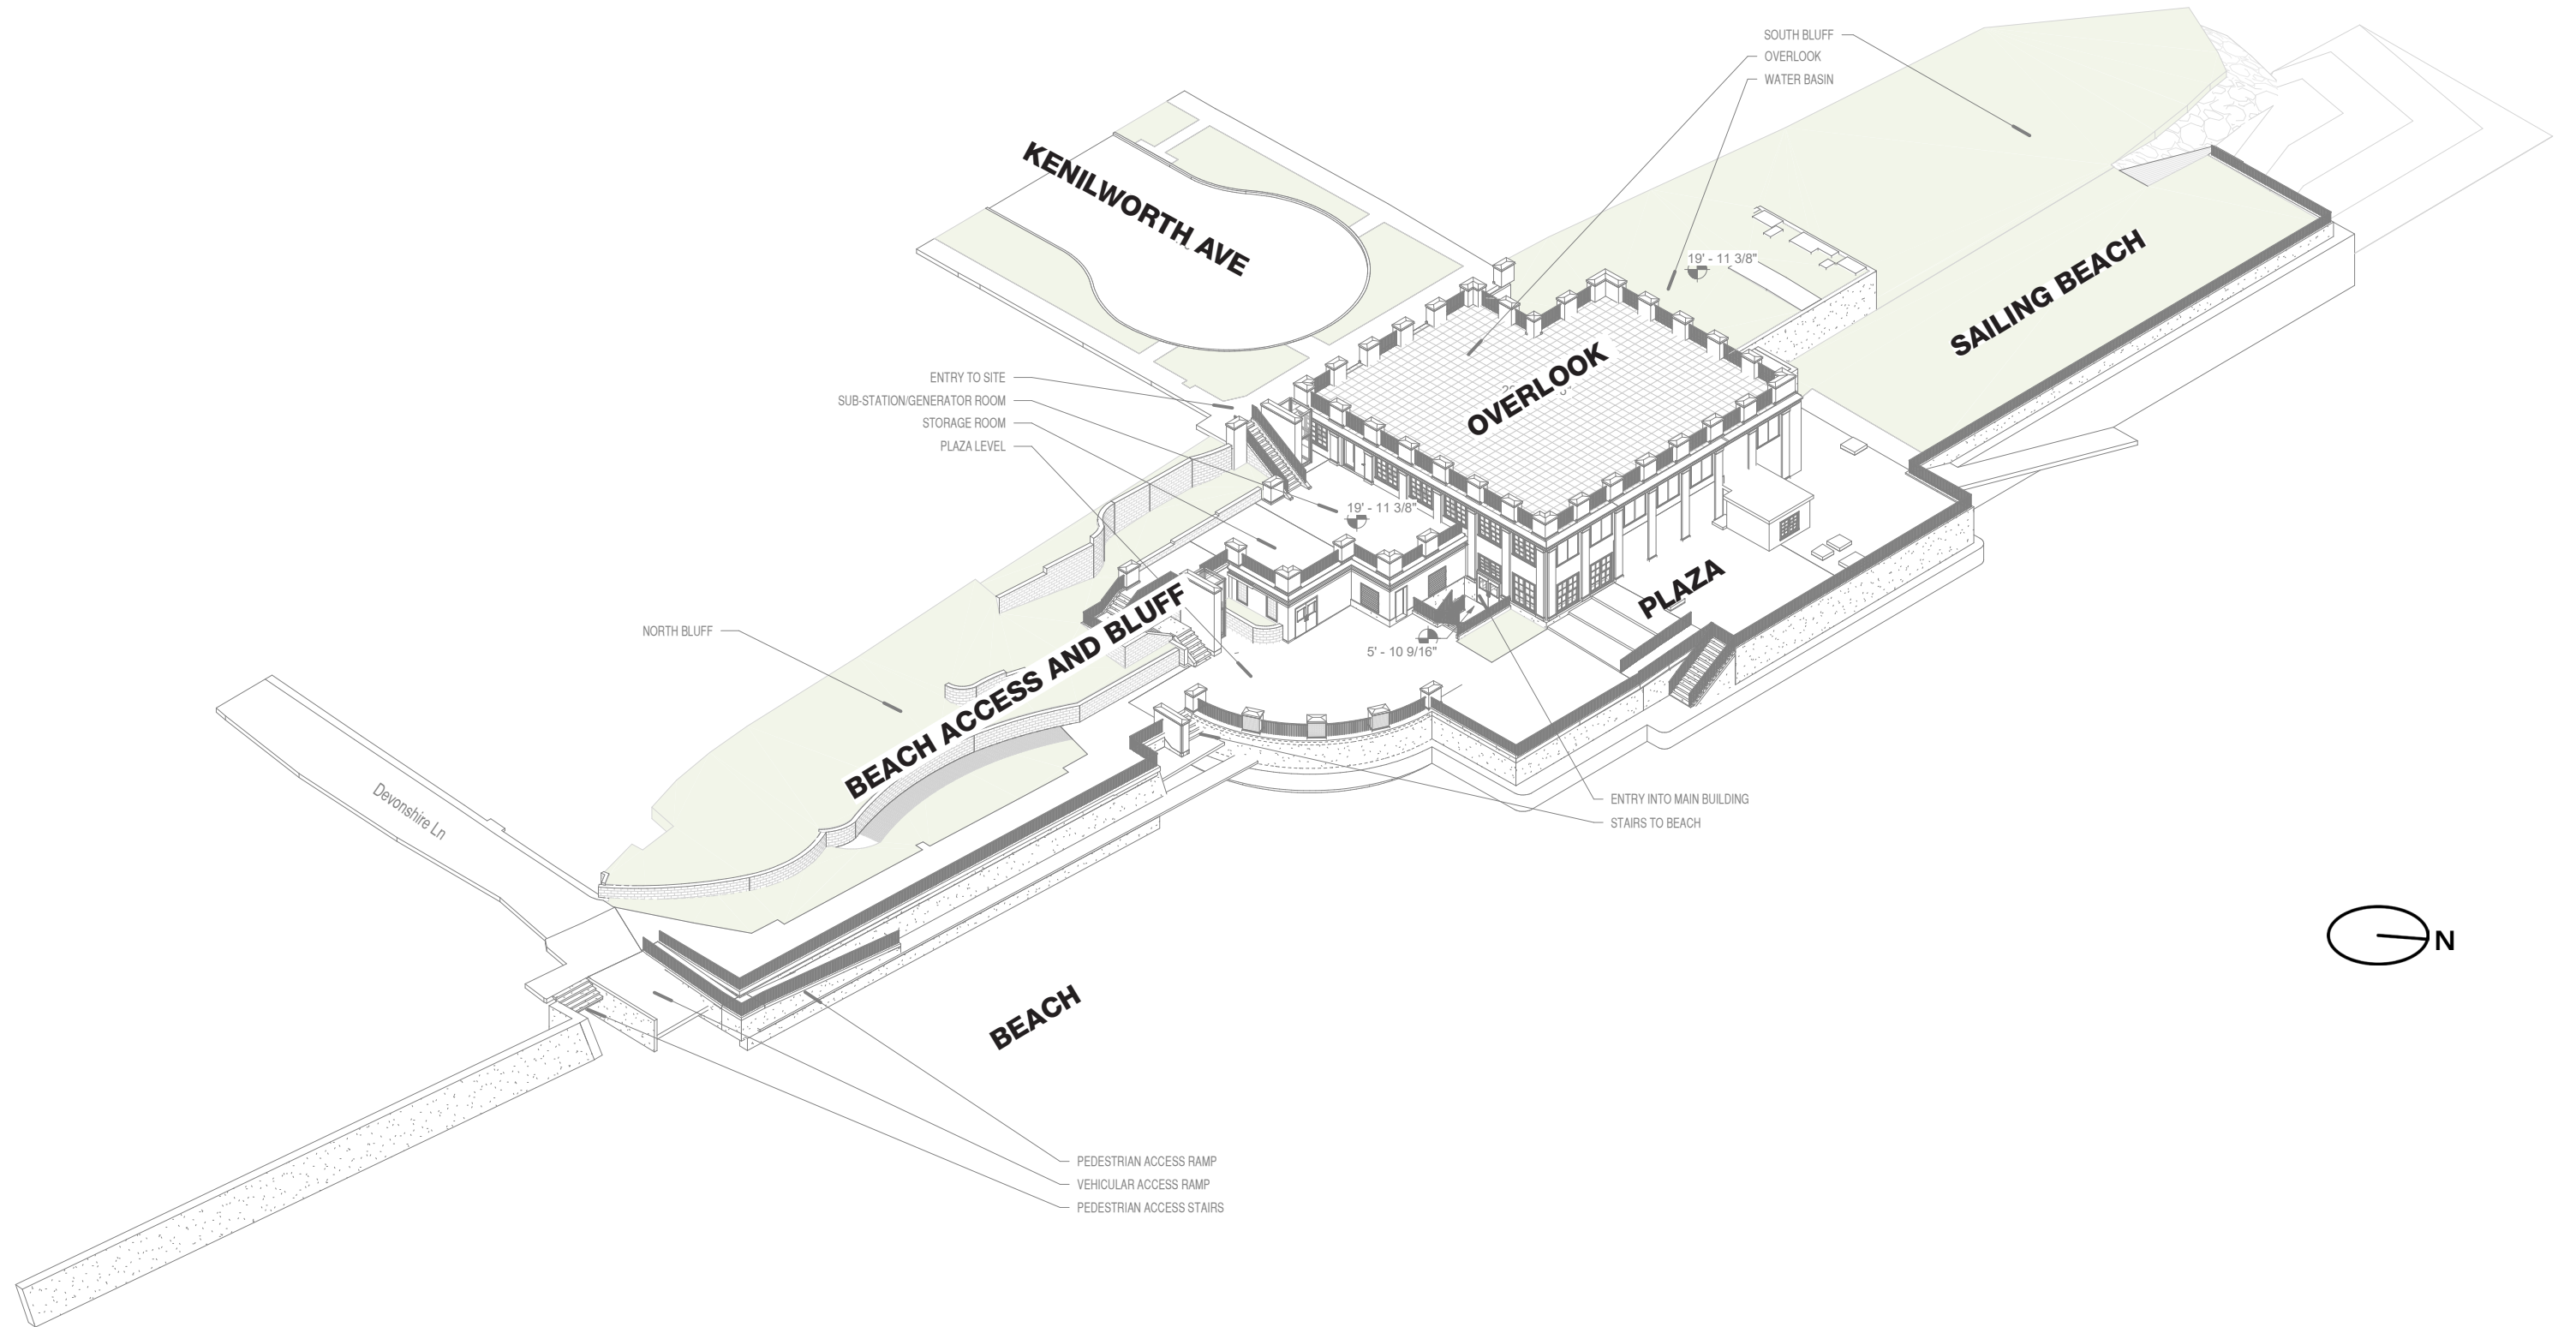 SOUTH BLUFF
OVERLOOK
WATER BASIN
KENILWORTH AVE
19' - 11 3/8"
SAILING BEACH
OVERLOOK
ENTRY TO SITE
SUB-STATION/GENERATOR ROOM
STORAGE ROOM
PLAZA LEVEL
19' - 11 3/8"
PLAZA
NORTH BLUFF
BEACH ACCESS AND BLUFF
5' - 10 9/16"
Devonshire Ln
ENTRY INTO MAIN BUILDING
STAIRS TO BEACH
N
BEACH
PEDESTRIAN ACCESS RAMP
VEHICULAR ACCESS RAMP
PEDESTRIAN ACCESS STAIRS